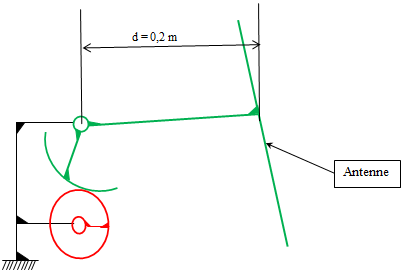 d = 0,2 m
Antenne